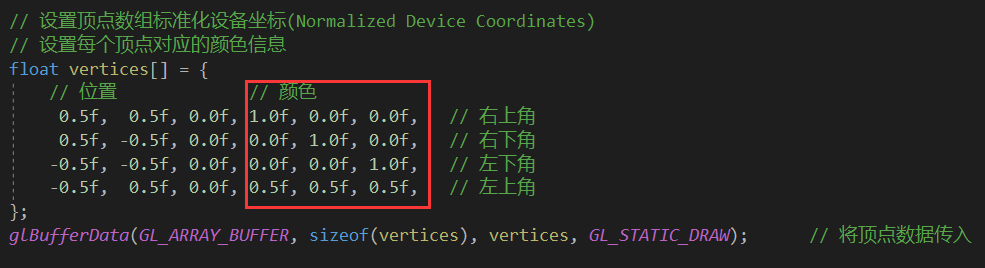 // 设置顶点数组标准化设备坐标(Normalized Device Coordinates)
// 设置每个顶点对应的颜色信息
float vertices[] = {
// 位置 // 颜色
0.5f, 0.5f, 0.0f, 1.0f, 0.0f, 0.0f, // 右上角
0.5f, -0.5f, 0.0f, 0.0f, 1.0f, 0.0f, // 右下角
-0.5f, -0.5f, 0.0f, 0.0f, 0.0f, 1.0f, // 左下角
-0.5f, 0.5f, 0.0f, 0.5f, 0.5f, 0.5f, // 左上角
};
glBufferData(GL_ARRAY_BUFFER, sizeof(vertices), vertices, GL_STATIC_DRAW); // 将顶点数据传入